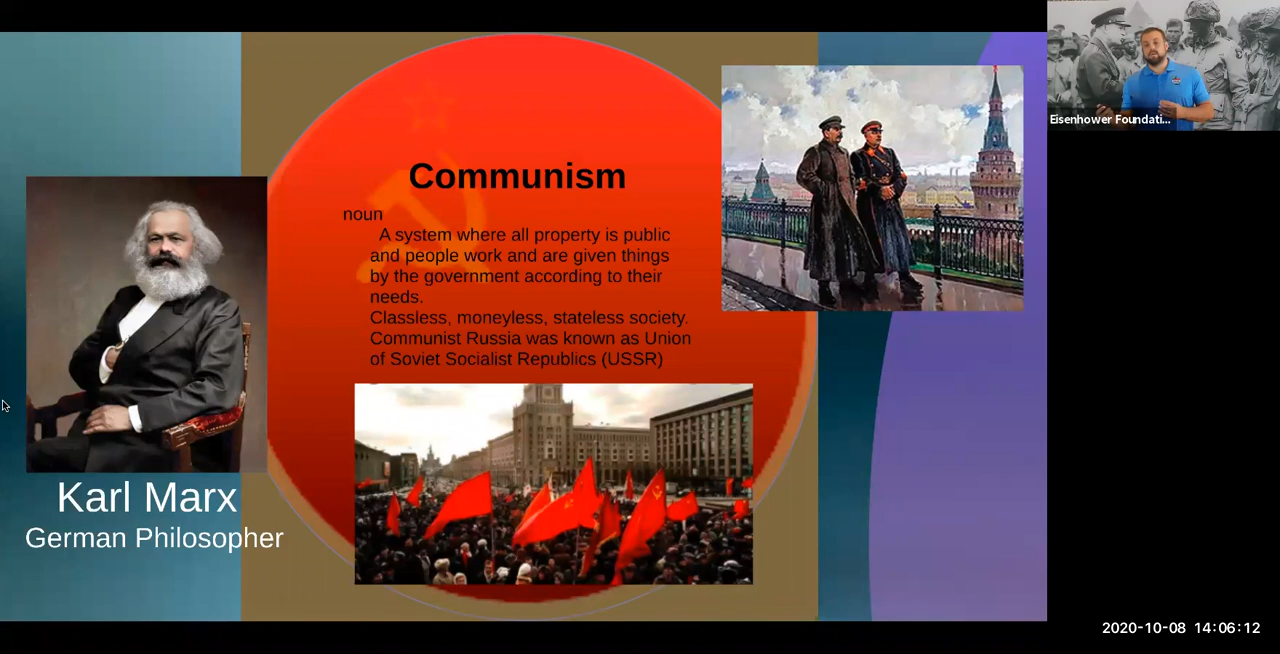 Communism
noun
A system where all property is public
and people work and are given things
by the government according to their
needs.
Classless, moneyless, stateless society.
Communist Russia was known as Union
of Soviet Socialist Republics (USSR)
Karl Marx
German Philosopher
Eisenhower Foundati...
2020-10-08 14:06:12